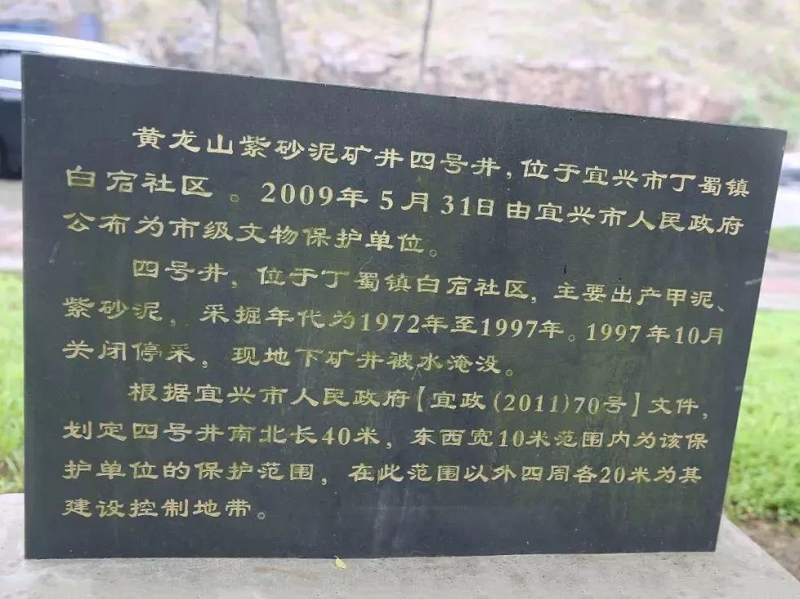 黄龙山紫砂泥矿井四号井，位于宜兴市丁蜀镇
白宕社区。2009年5月31日由宜兴市人民政府
公布为市级文物保护单位。
四号井，位于丁蜀镇白宕社区，主要出产甲泥、
紫砂泥，采掘年代为1972年至1997年。1997年10月
关闭停采，现地下矿井被水淹没。
根据宜兴市人民政府【宜政(2011)70号】文件，
划定四号井南北长40米，东西宽10米范围内为该保
护单位的保护范围，在此范围以外四周各20米为其
建设控制地带。